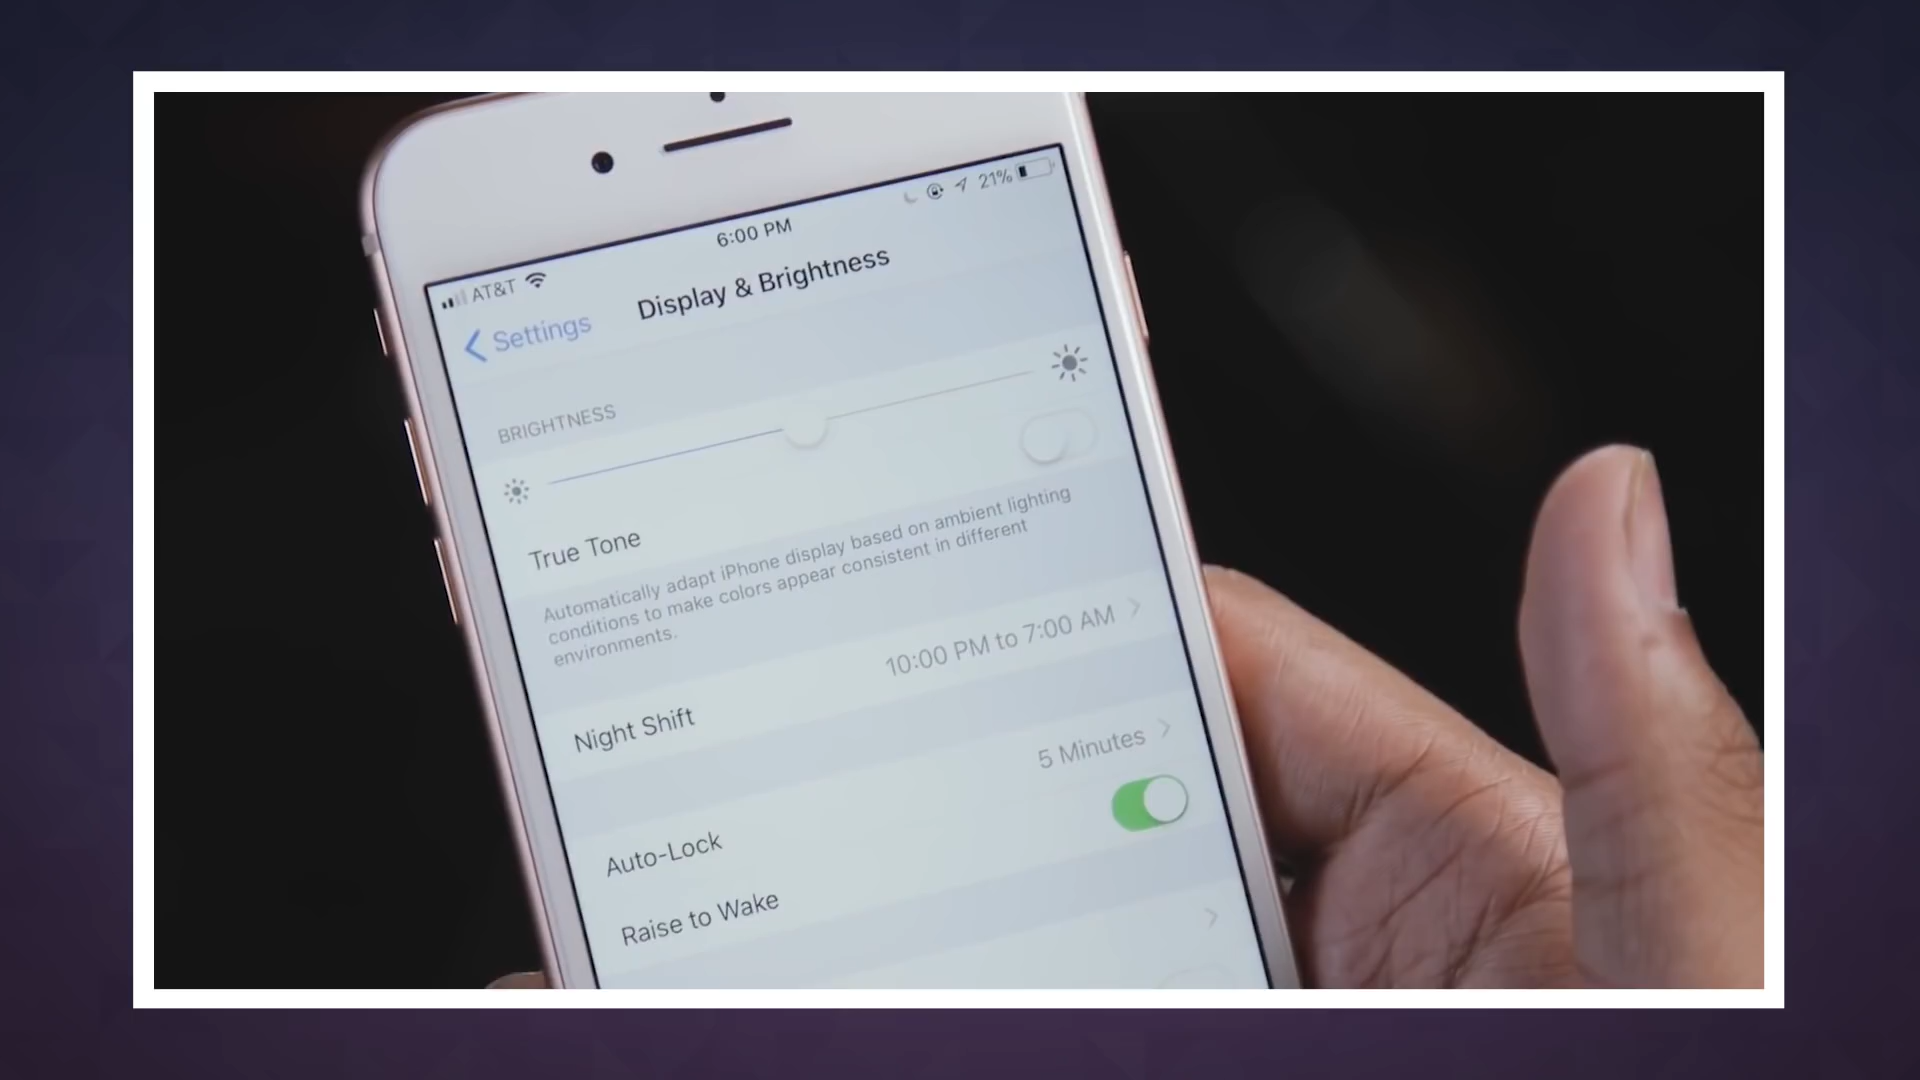 AT&T
6:00 PM
21%
Settings
Display & Brightness
BRIGHTNESS
True Tone
Automatically adapt iPhone display based on ambient lighting
conditions to make colors appear consistent in different
environments.
Night Shift
10:00 PM to 7:00 AM
Auto-Lock
5 Minutes
Raise to Wake